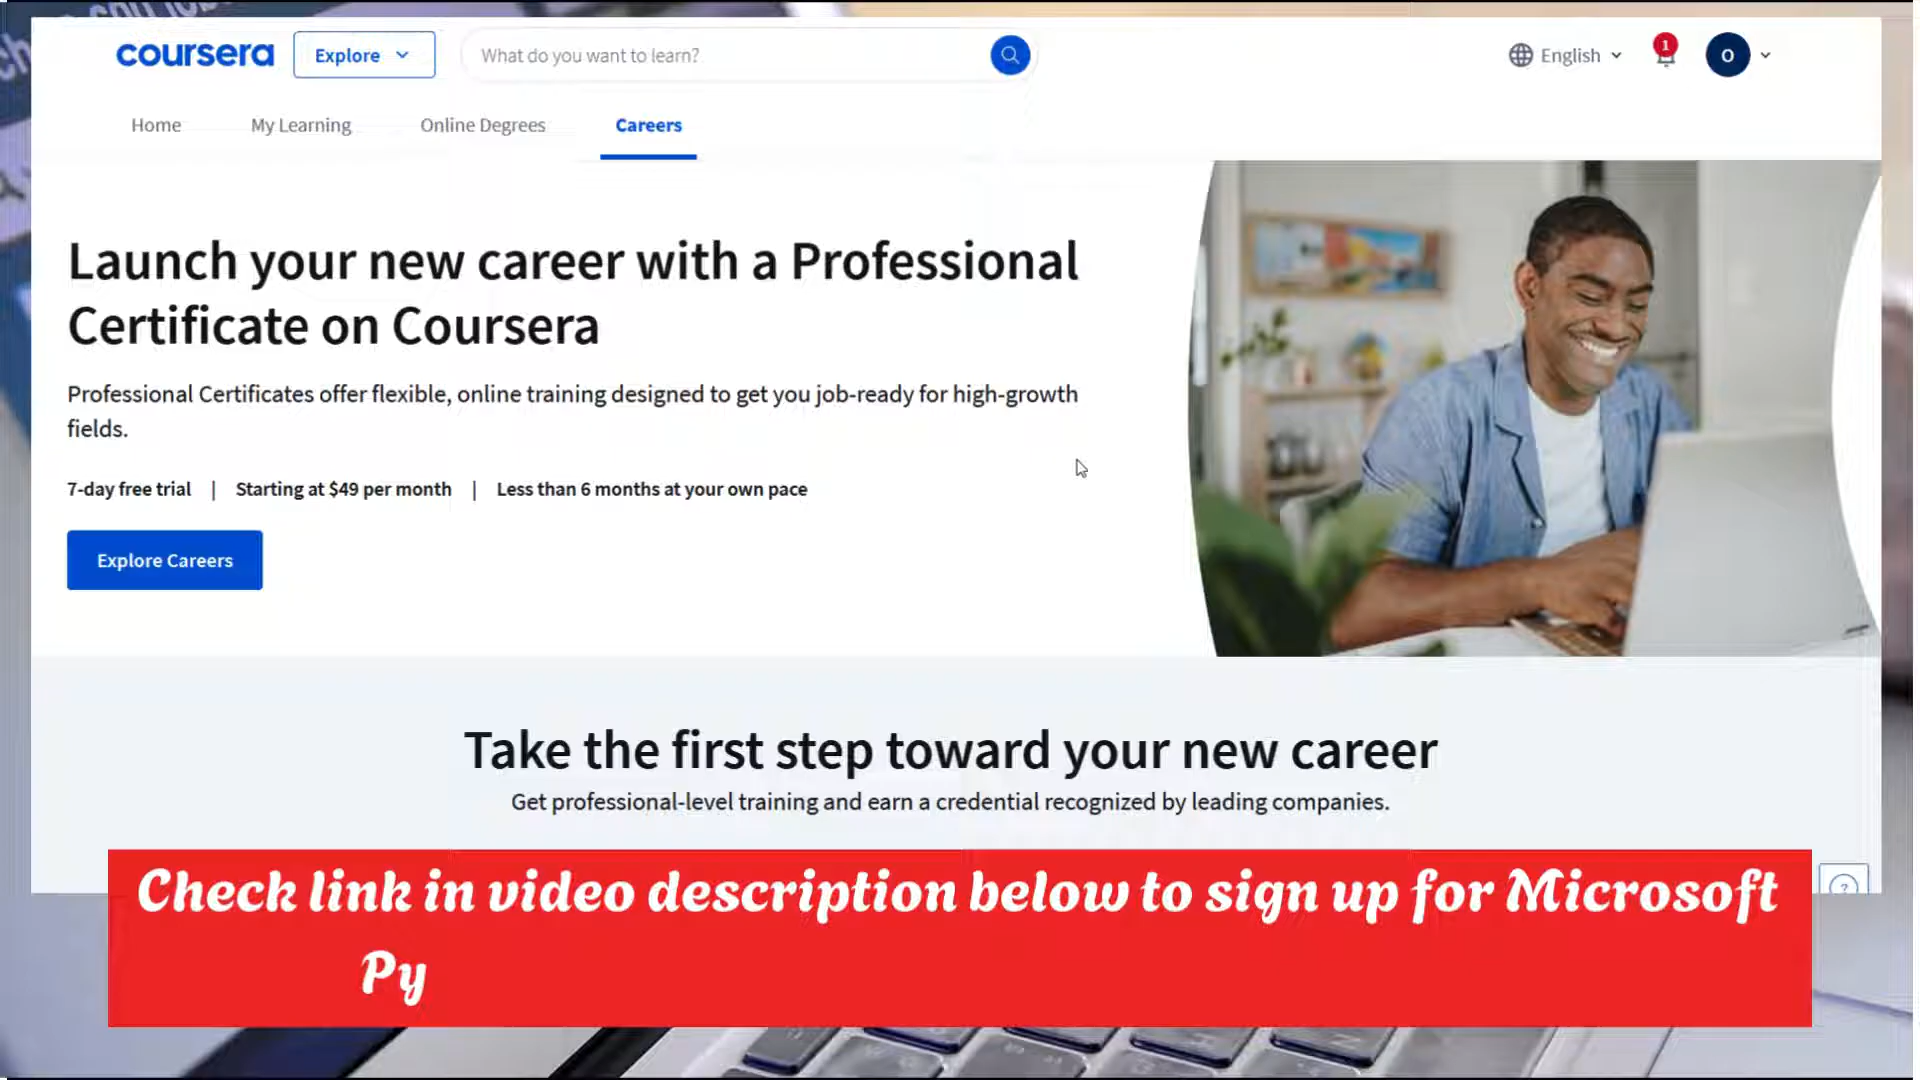 coursera
Explore
What do you want to learn?
English
1
O
Home
My Learning
Online Degrees
Careers
Launch your new career with a Professional
Certificate on Coursera
Professional Certificates offer flexible, online training designed to get you job-ready for high-growth
fields.
7-day free trial | Starting at $49 per month | Less than 6 months at your own pace
Explore Careers
Take the first step toward your new career
Get professional-level training and earn a credential recognized by leading companies.
?
Check link in video description below to sign up for Microsoft
Py